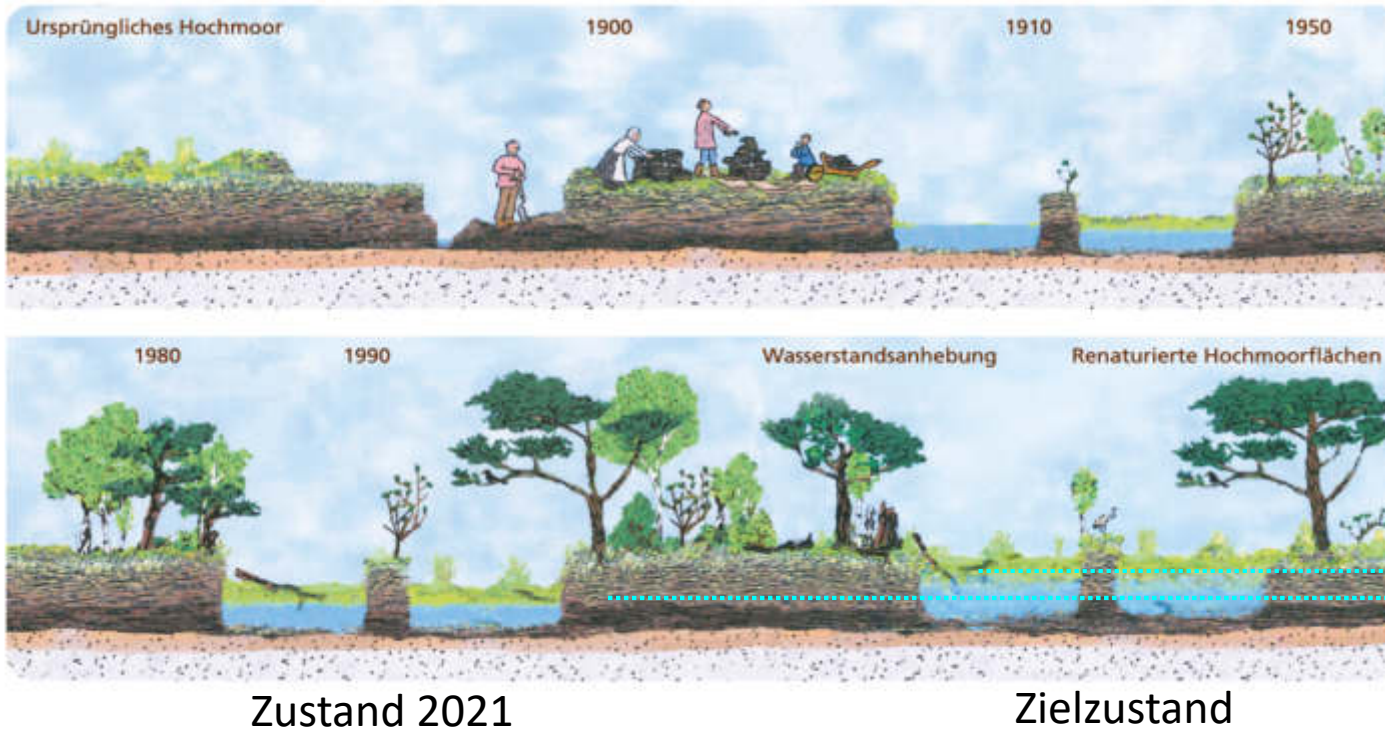 Ursprüngliches Hochmoor 1900 1910 1950
1980 1990 Wasserstandsanhebung Renaturierte Hochmoorflächen
Zustand 2021 Zielzustand